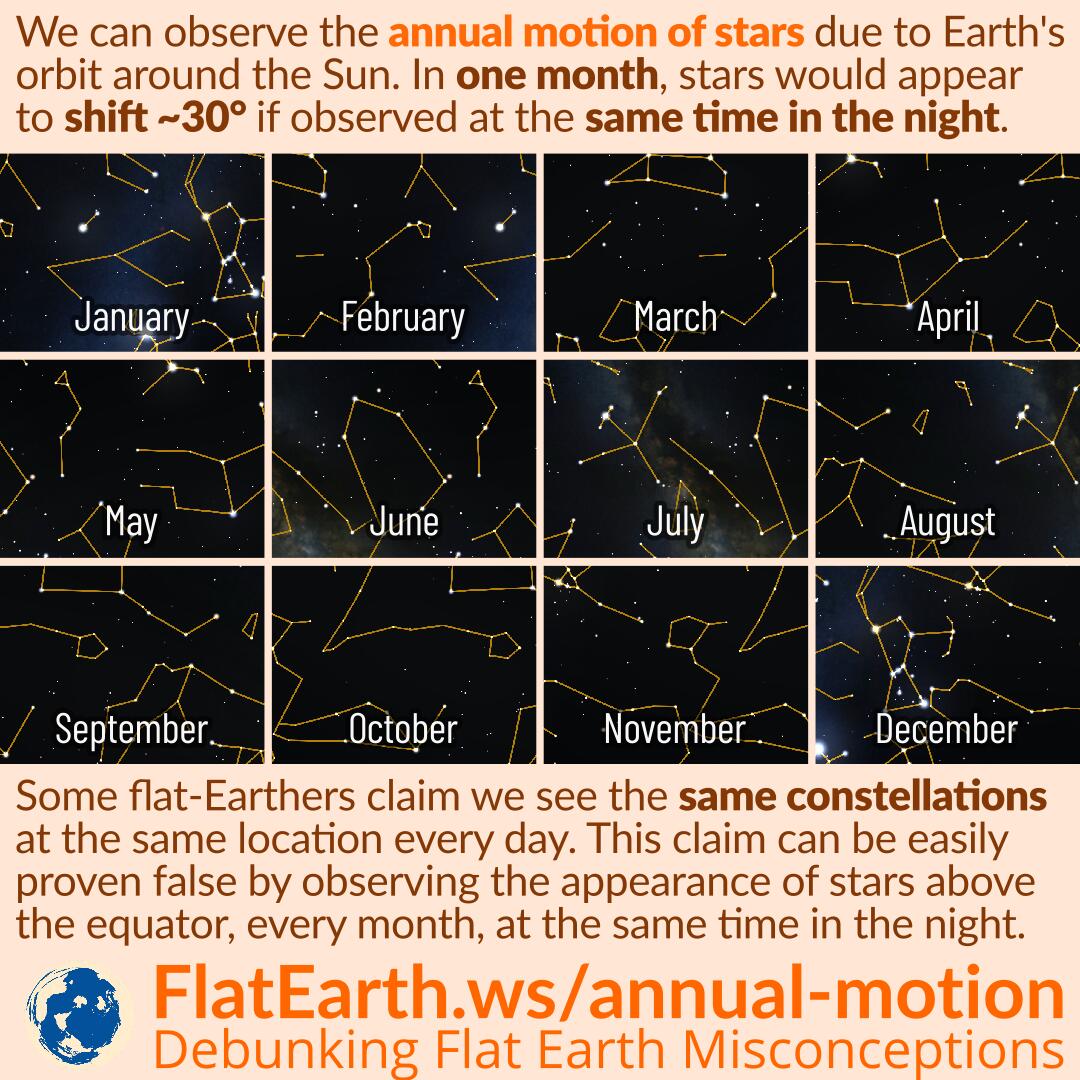 We can observe the annual motion of stars due to Earth's
orbit around the Sun. In one month, stars would appear
to shift ~30° if observed at the same time in the night.
January
February
March
April
May
June
July
August
September
October
November
December
Some flat-Earthers claim we see the same constellations
at the same location every day. This claim can be easily
proven false by observing the appearance of stars above
the equator, every month, at the same time in the night.
FlatEarth.ws/annual-motion
Debunking Flat Earth Misconceptions